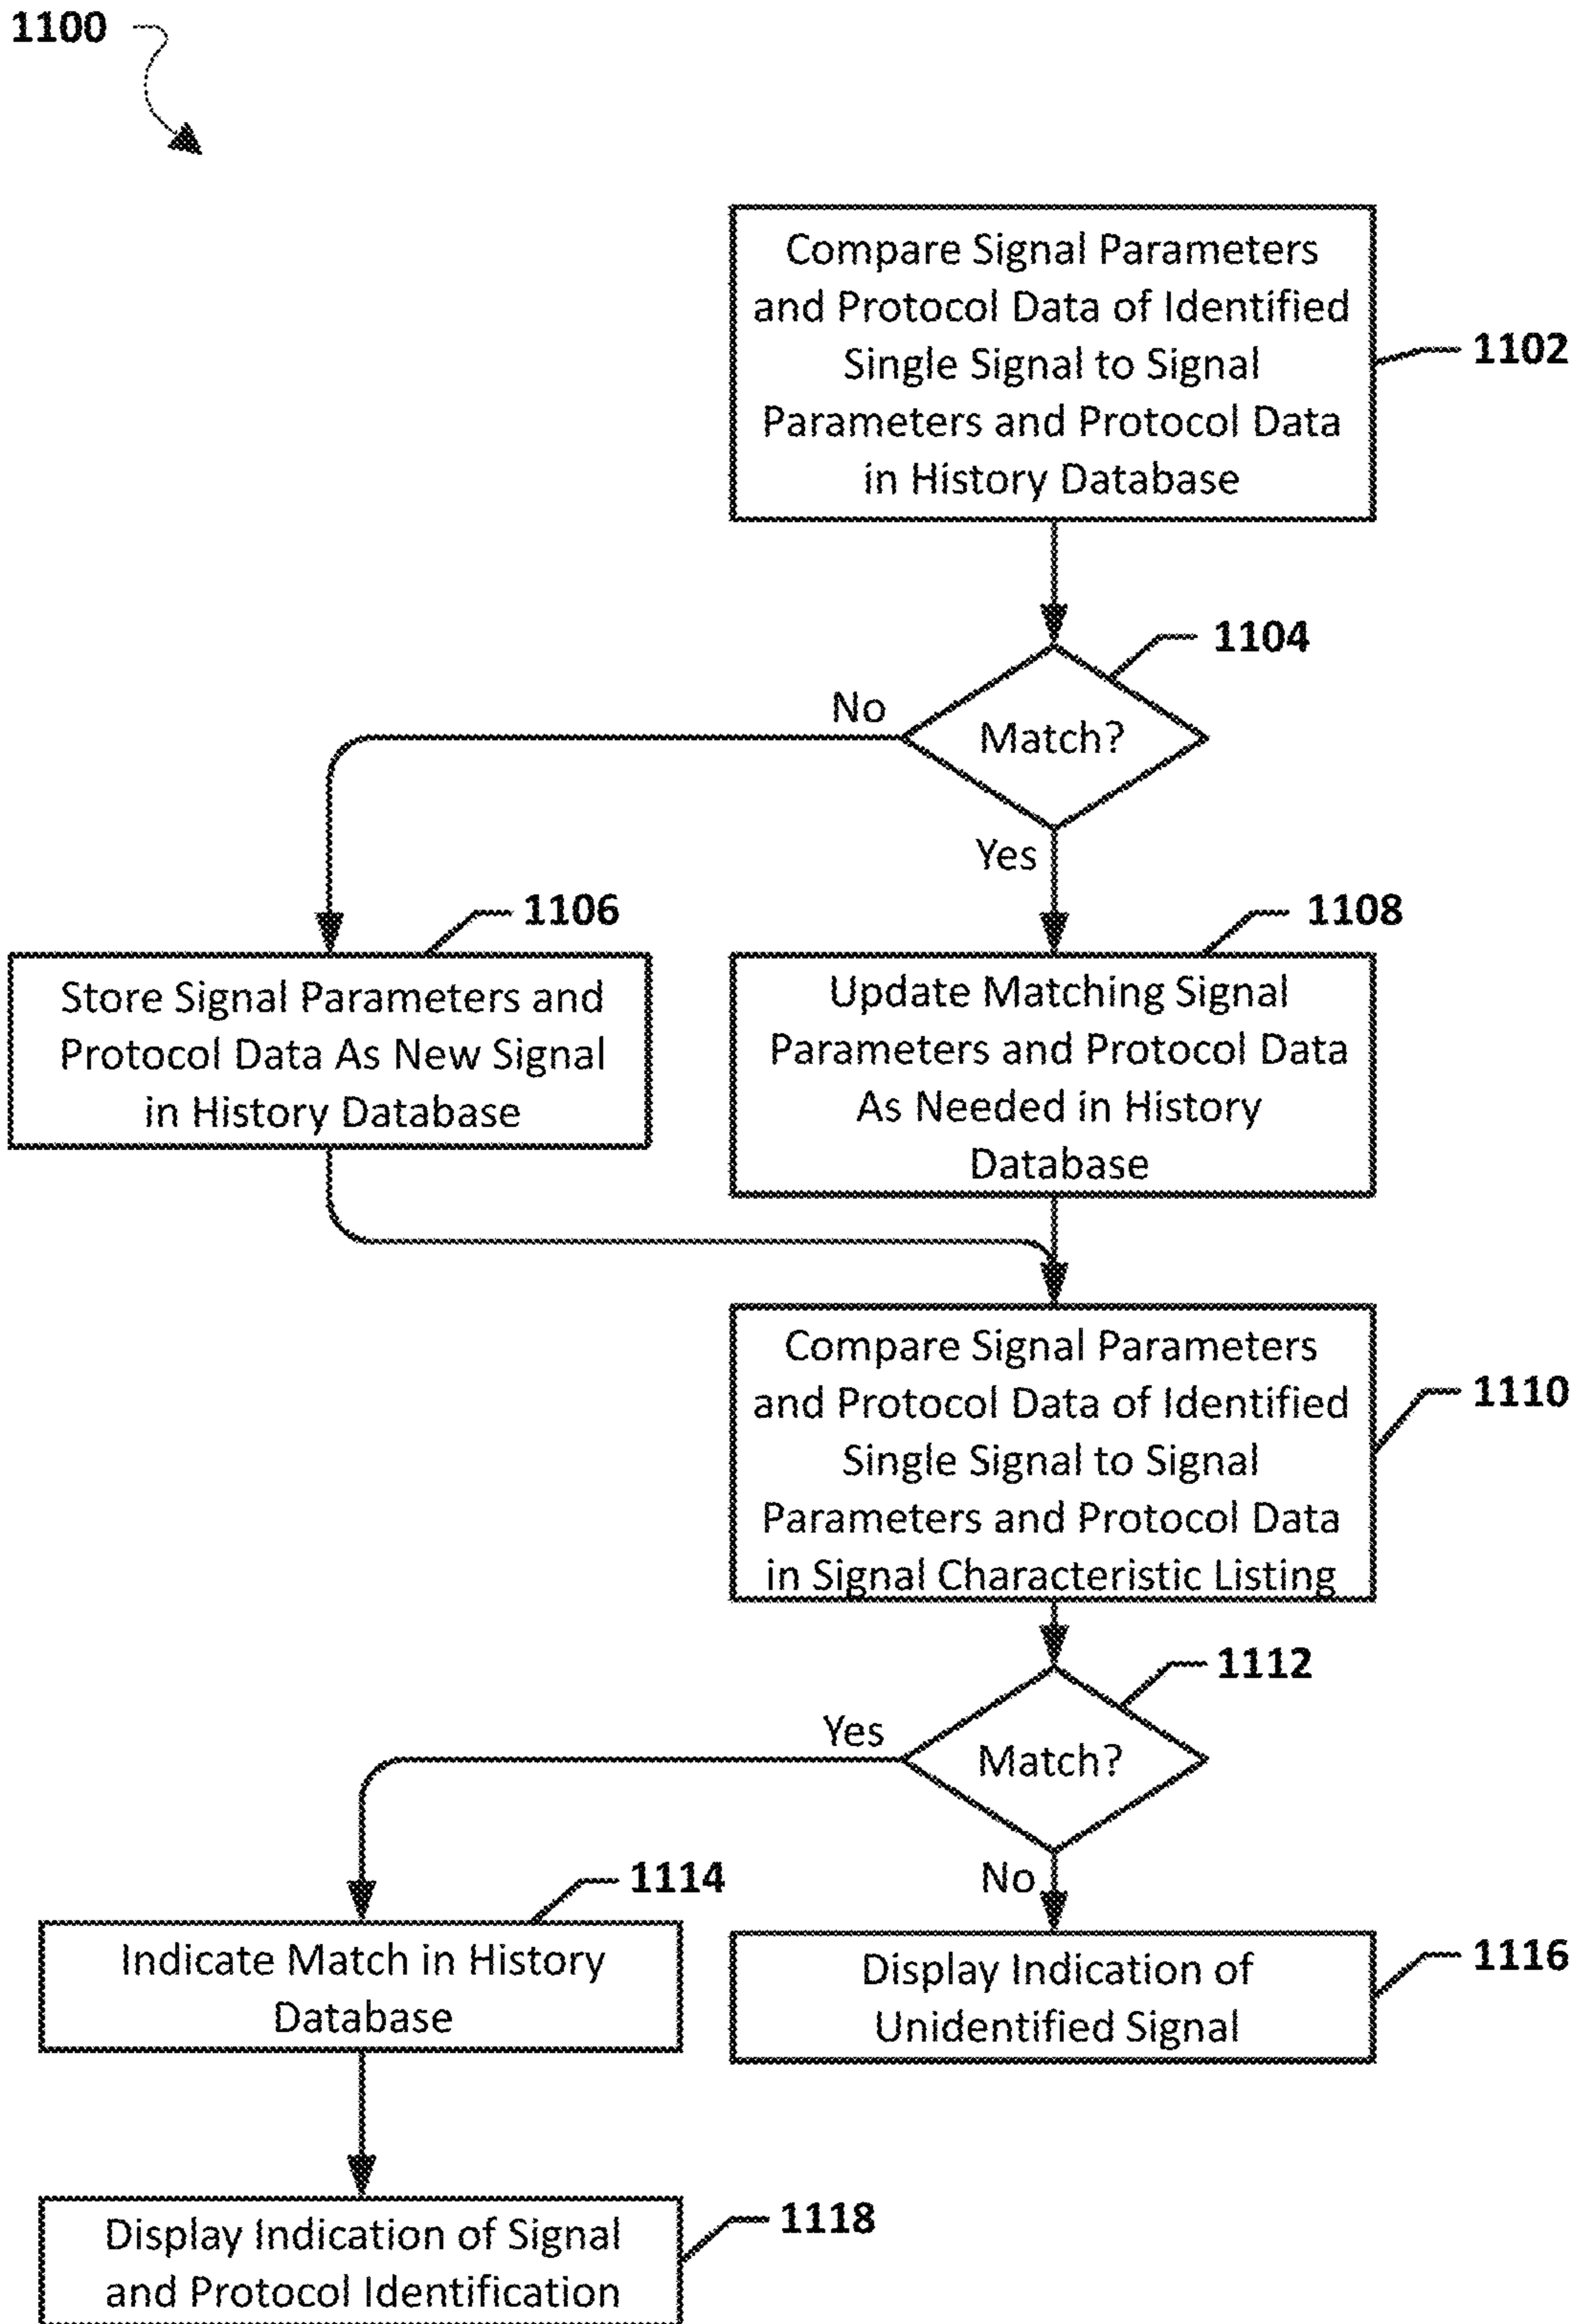 1100
Compare Signal Parameters
and Protocol Data of Identified
Single Signal to Signal
Parameters and Protocol Data
in History Database
1102
1104
No
Match?
Yes
1106
1108
Store Signal Parameters and
Protocol Data As New Signal
in History Database
Update Matching Signal
Parameters and Protocol Data
As Needed in History
Database
Compare Signal Parameters
and Protocol Data of Identified
Single Signal to Signal
Parameters and Protocol Data
in Signal Characteristic Listing
1110
1112
Yes
Match?
No
1114
Indicate Match in History
Database
Display Indication of
Unidentified Signal
1116
Display Indication of Signal
and Protocol Identification
1118